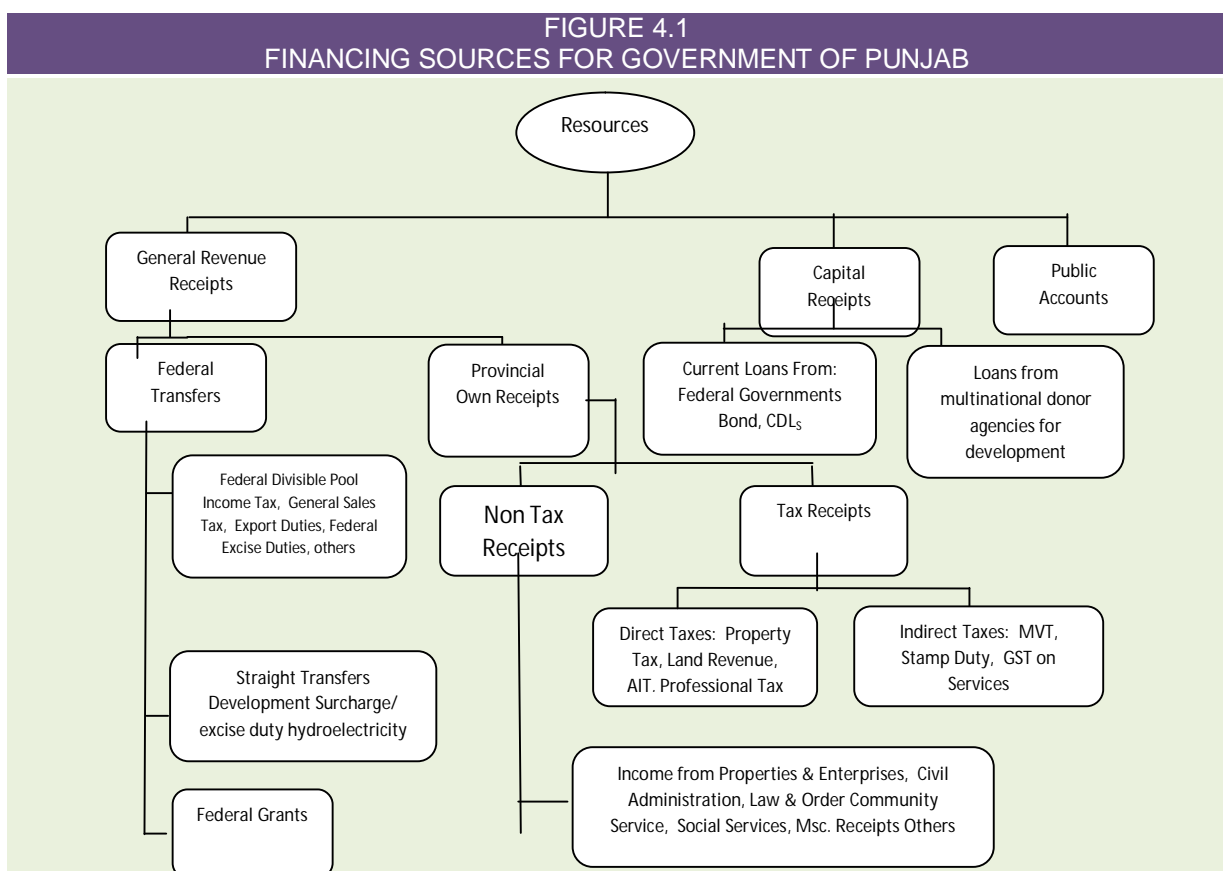 FIGURE 4.1
FINANCING SOURCES FOR GOVERNMENT OF PUNJAB
Resources
General Revenue
Receipts
Capital
Receipts
Public
Accounts
Federal
Transfers
Provincial
Own Receipts
Current Loans From:
Federal Governments
Bond, CDLs
Loans from
multinational donor
agencies for
development
Federal Divisible Pool
Income Tax, General Sales
Tax, Export Duties, Federal
Excise Duties, others
Non Tax
Receipts
Tax Receipts
Direct Taxes: Property
Tax, Land Revenue,
AIT. Professional Tax
Indirect Taxes: MVT,
Stamp Duty, GST on
Services
Straight Transfers
Development Surcharge/
excise duty hydroelectricity
Income from Properties & Enterprises, Civil
Administration, Law & Order Community
Service, Social Services, Msc. Receipts Others
Federal Grants